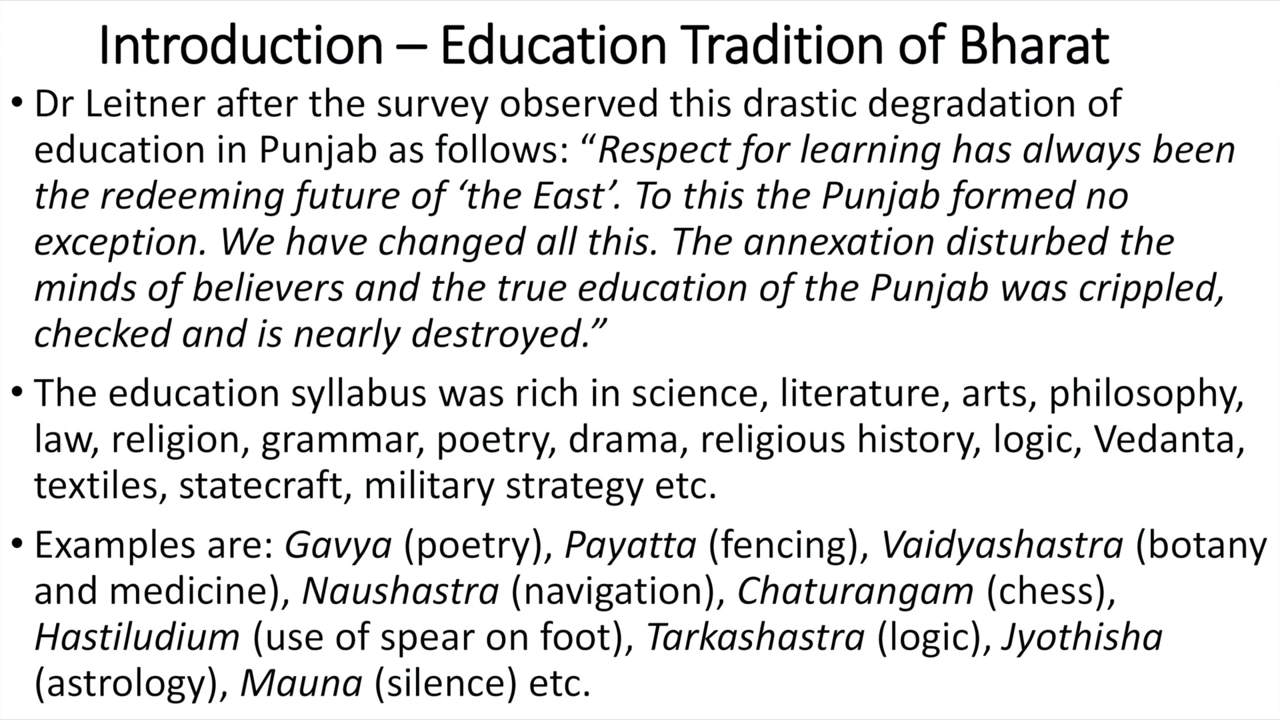 Introduction – Education Tradition of Bharat
• Dr Leitner after the survey observed this drastic degradation of
education in Punjab as follows: “Respect for learning has always been
the redeeming future of ‘the East’. To this the Punjab formed no
exception. We have changed all this. The annexation disturbed the
minds of believers and the true education of the Punjab was crippled,
checked and is nearly destroyed.”
• The education syllabus was rich in science, literature, arts, philosophy,
law, religion, grammar, poetry, drama, religious history, logic, Vedanta,
textiles, statecraft, military strategy etc.
• Examples are: Gavya (poetry), Payatta (fencing), Vaidyashastra (botany
and medicine), Naushastra (navigation), Chaturangam (chess),
Hastiludium (use of spear on foot), Tarkashastra (logic), Jyothisha
(astrology), Mauna (silence) etc.